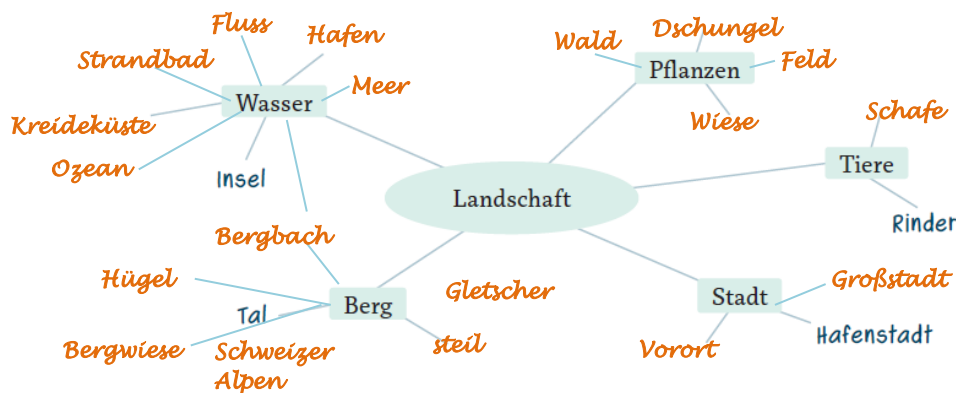 Fluss
Hafen
Strandbad
Meer
Wasser
Kreideküste
Ozean
Insel
Dschungel
Wald
Pflanzen
Feld
Wiese
Schafe
Tiere
Rinder
Landschaft
Bergbach
Hügel
Gletscher
Tal
Berg
Bergwiese
Schweizer
Alpen
steil
Großstadt
Stadt
Hafenstadt
Vorort